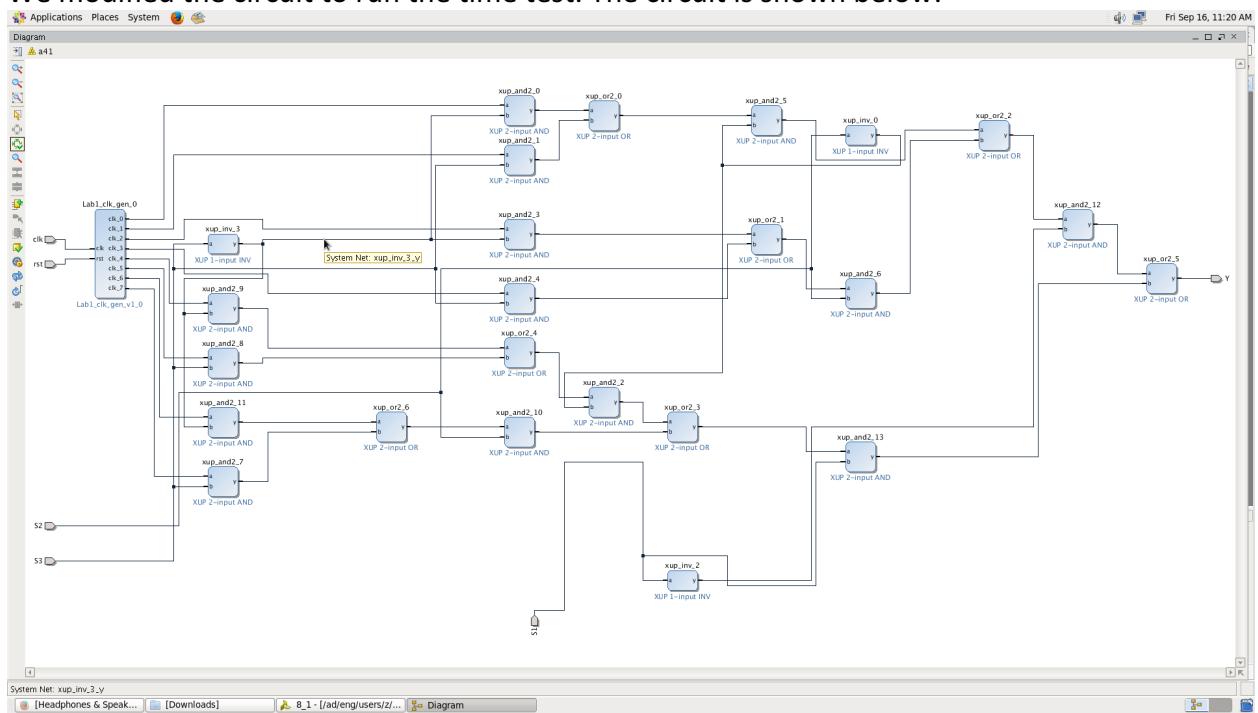 We modified the circuit to run the time test. The circuit is shown below:
Applications Places System
Fri Sep 16, 11:20 AM
Diagram
a41
xup_and2_0
a
b
y
XUP 2-input AND
xup_or2_0
a
b
y
XUP 2-input OR
xup_and2_1
a
b
y
XUP 2-input AND
xup_and2_5
a
b
y
XUP 2-input AND
xup_inv_0
a
y
XUP 1-input INV
xup_or2_2
a
b
y
XUP 2-input OR
Lab1_clk_gen_0
clk_0
clk_1
clk_2
clk clk_3
rst clk_4
clk_5
clk_6
clk_7
Lab1_clk_gen_v1_0
clk
rst
xup_inv_3
a
y
XUP 1-input INV
System Net: xup_inv_3_y
xup_and2_3
a
b
y
XUP 2-input AND
xup_or2_1
a
b
y
XUP 2-input OR
xup_and2_12
a
b
y
XUP 2-input AND
xup_or2_5
a
b
y
XUP 2-input OR
Y
xup_and2_4
a
b
y
XUP 2-input AND
xup_and2_6
a
b
y
XUP 2-input AND
xup_and2_9
a
b
y
XUP 2-input AND
xup_and2_8
a
b
y
XUP 2-input AND
xup_or2_4
a
b
y
XUP 2-input OR
xup_and2_2
a
b
y
XUP 2-input AND
xup_and2_11
a
b
y
XUP 2-input AND
xup_or2_6
a
b
y
XUP 2-input OR
xup_and2_10
a
b
y
XUP 2-input AND
xup_or2_3
a
b
y
XUP 2-input OR
xup_and2_13
a
b
y
XUP 2-input AND
xup_and2_7
a
b
y
XUP 2-input AND
S2
S3
xup_inv_2
a
y
XUP 1-input INV
S1
System Net: xup_inv_3_y
[Headphones & Speak...
[Downloads]
8_1 - [/ad/eng/users/z/...
Diagram